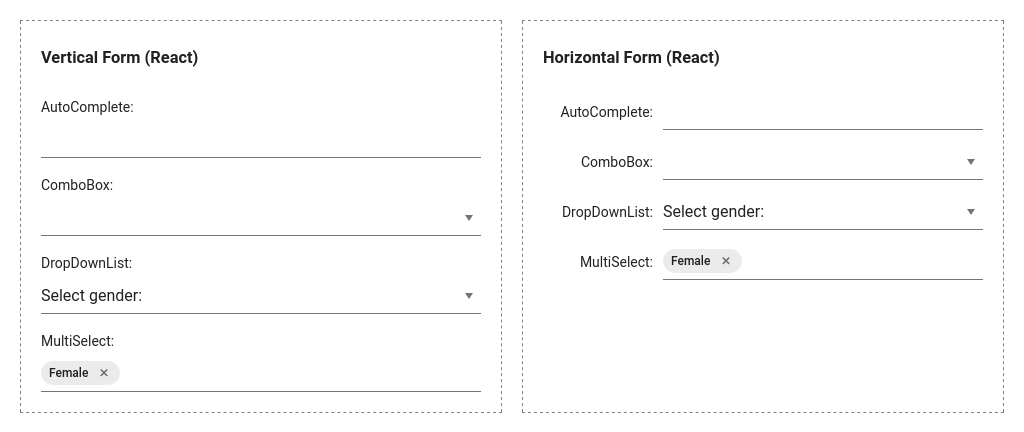 Vertical Form (React)
AutoComplete:
ComboBox:
DropDownList:
Select gender:
MultiSelect:
Female ✕
Horizontal Form (React)
AutoComplete:
ComboBox:
DropDownList: Select gender:
MultiSelect: Female ✕